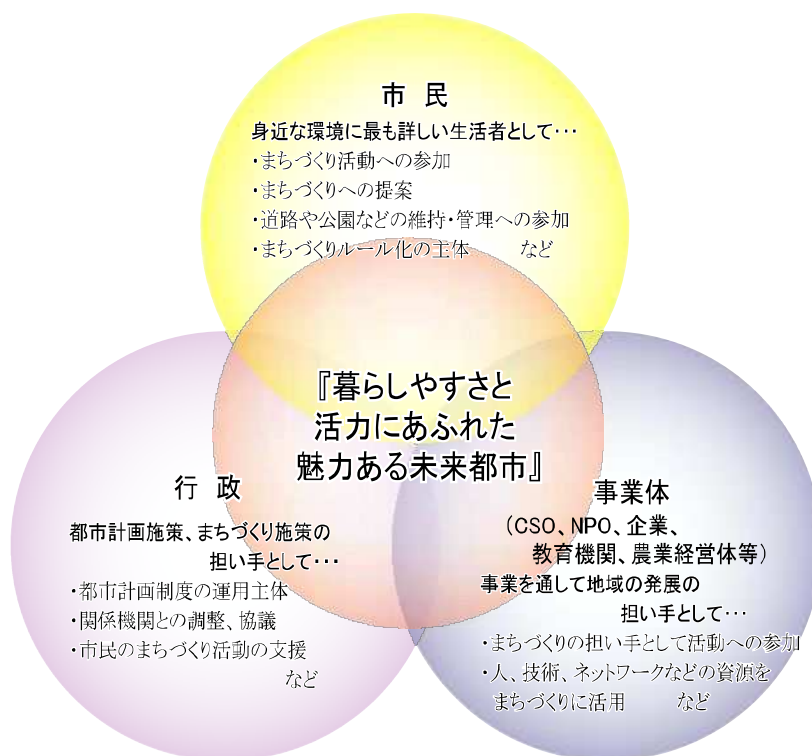 市 民
身近な環境に最も詳しい生活者として･･･
・まちづくり活動への参加
・まちづくりへの提案
・道路や公園などの維持・管理への参加
・まちづくりルール化の主体　　など
『暮らしやすさと
活力にあふれた
魅力ある未来都市』
行 政
都市計画施策、まちづくり施策の
担い手として･･･
・都市計画制度の運用主体
・関係機関との調整、協議
・市民のまちづくり活動の支援
など
事業体
(CSO、NPO、企業、
教育機関、農業経営体等)
事業を通して地域の発展の
担い手として･･･
・まちづくりの担い手として活動への参加
・人、技術、ネットワークなどの資源を
まちづくりに活用　　など